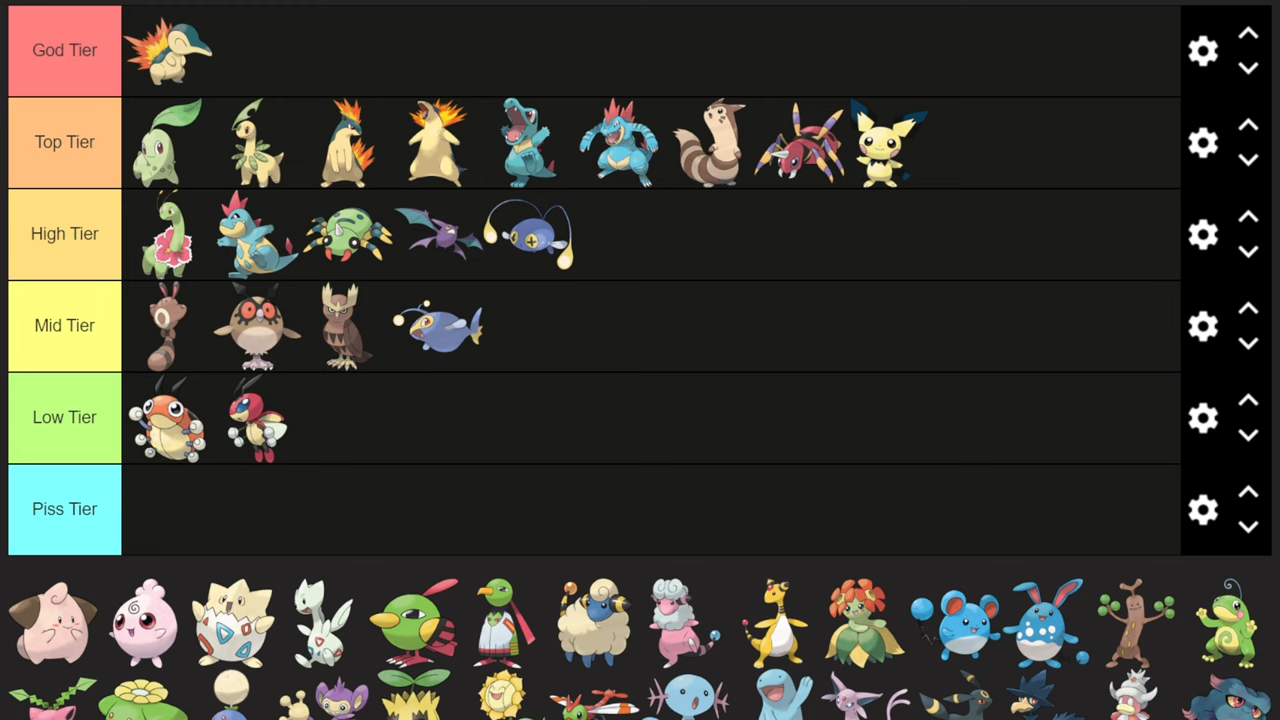 God Tier
Top Tier
High Tier
Mid Tier
Low Tier
Piss Tier